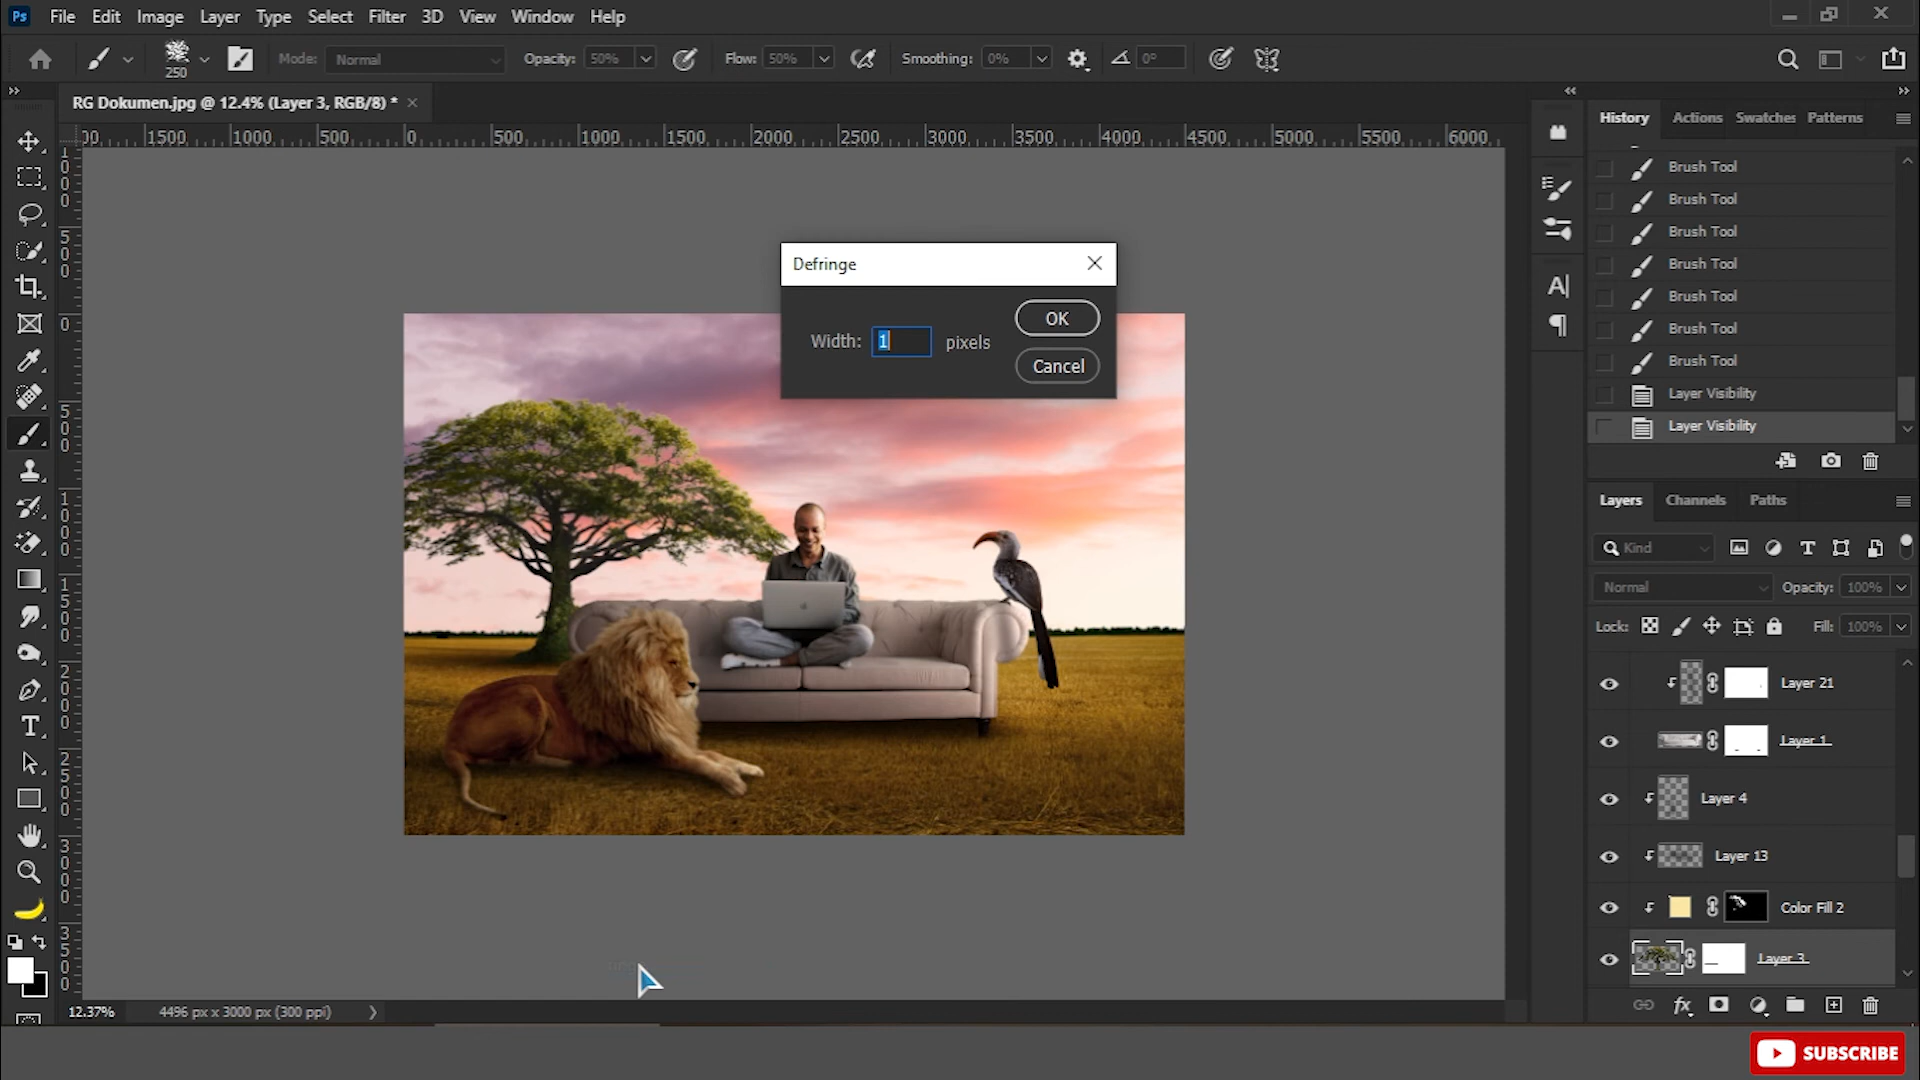 Ps File Edit Image Layer Type Select Filter 3D View Window Help
250 Mode: Normal Opacity: 50% Flow: 50% Smoothing: 0% 0°
RG Dokumen.jpg @ 12.4% (Layer 3, RGB/8) *
00 1500 1000 500 0 500 1000 1500 2000 2500 3000 3500 4000 4500 5000 5500 6000
History Actions Swatches Patterns
Brush Tool
Brush Tool
Brush Tool
Brush Tool
Brush Tool
Brush Tool
Brush Tool
Layer Visibility
Layer Visibility
Defringe
Width: 1 pixels
OK
Cancel
Layers Channels Paths
Kind
Normal Opacity: 100%
Lock: Fill: 100%
Layer 21
Layer 1
Layer 4
Layer 13
Color Fill 2
Layer 3
12.37% 4496 px x 3000 px (300 ppi)
SUBSCRIBE